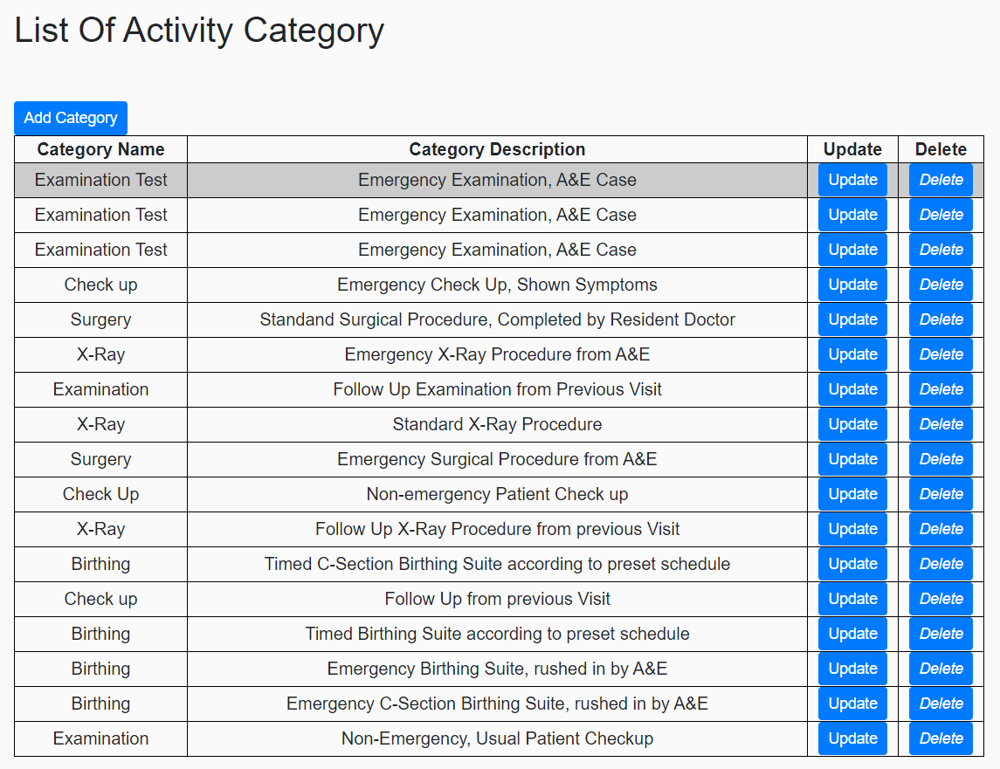 List Of Activity Category
Add Category
Category Name Category Description Update Delete
Examination Test Emergency Examination, A&E Case Update Delete
Examination Test Emergency Examination, A&E Case Update Delete
Examination Test Emergency Examination, A&E Case Update Delete
Check up Emergency Check Up, Shown Symptoms Update Delete
Surgery Standand Surgical Procedure, Completed by Resident Doctor Update Delete
X-Ray Emergency X-Ray Procedure from A&E Update Delete
Examination Follow Up Examination from Previous Visit Update Delete
X-Ray Standard X-Ray Procedure Update Delete
Surgery Emergency Surgical Procedure from A&E Update Delete
Check Up Non-emergency Patient Check up Update Delete
X-Ray Follow Up X-Ray Procedure from previous Visit Update Delete
Birthing Timed C-Section Birthing Suite according to preset schedule Update Delete
Check up Follow Up from previous Visit Update Delete
Birthing Timed Birthing Suite according to preset schedule Update Delete
Birthing Emergency Birthing Suite, rushed in by A&E Update Delete
Birthing Emergency C-Section Birthing Suite, rushed in by A&E Update Delete
Examination Non-Emergency, Usual Patient Checkup Update Delete